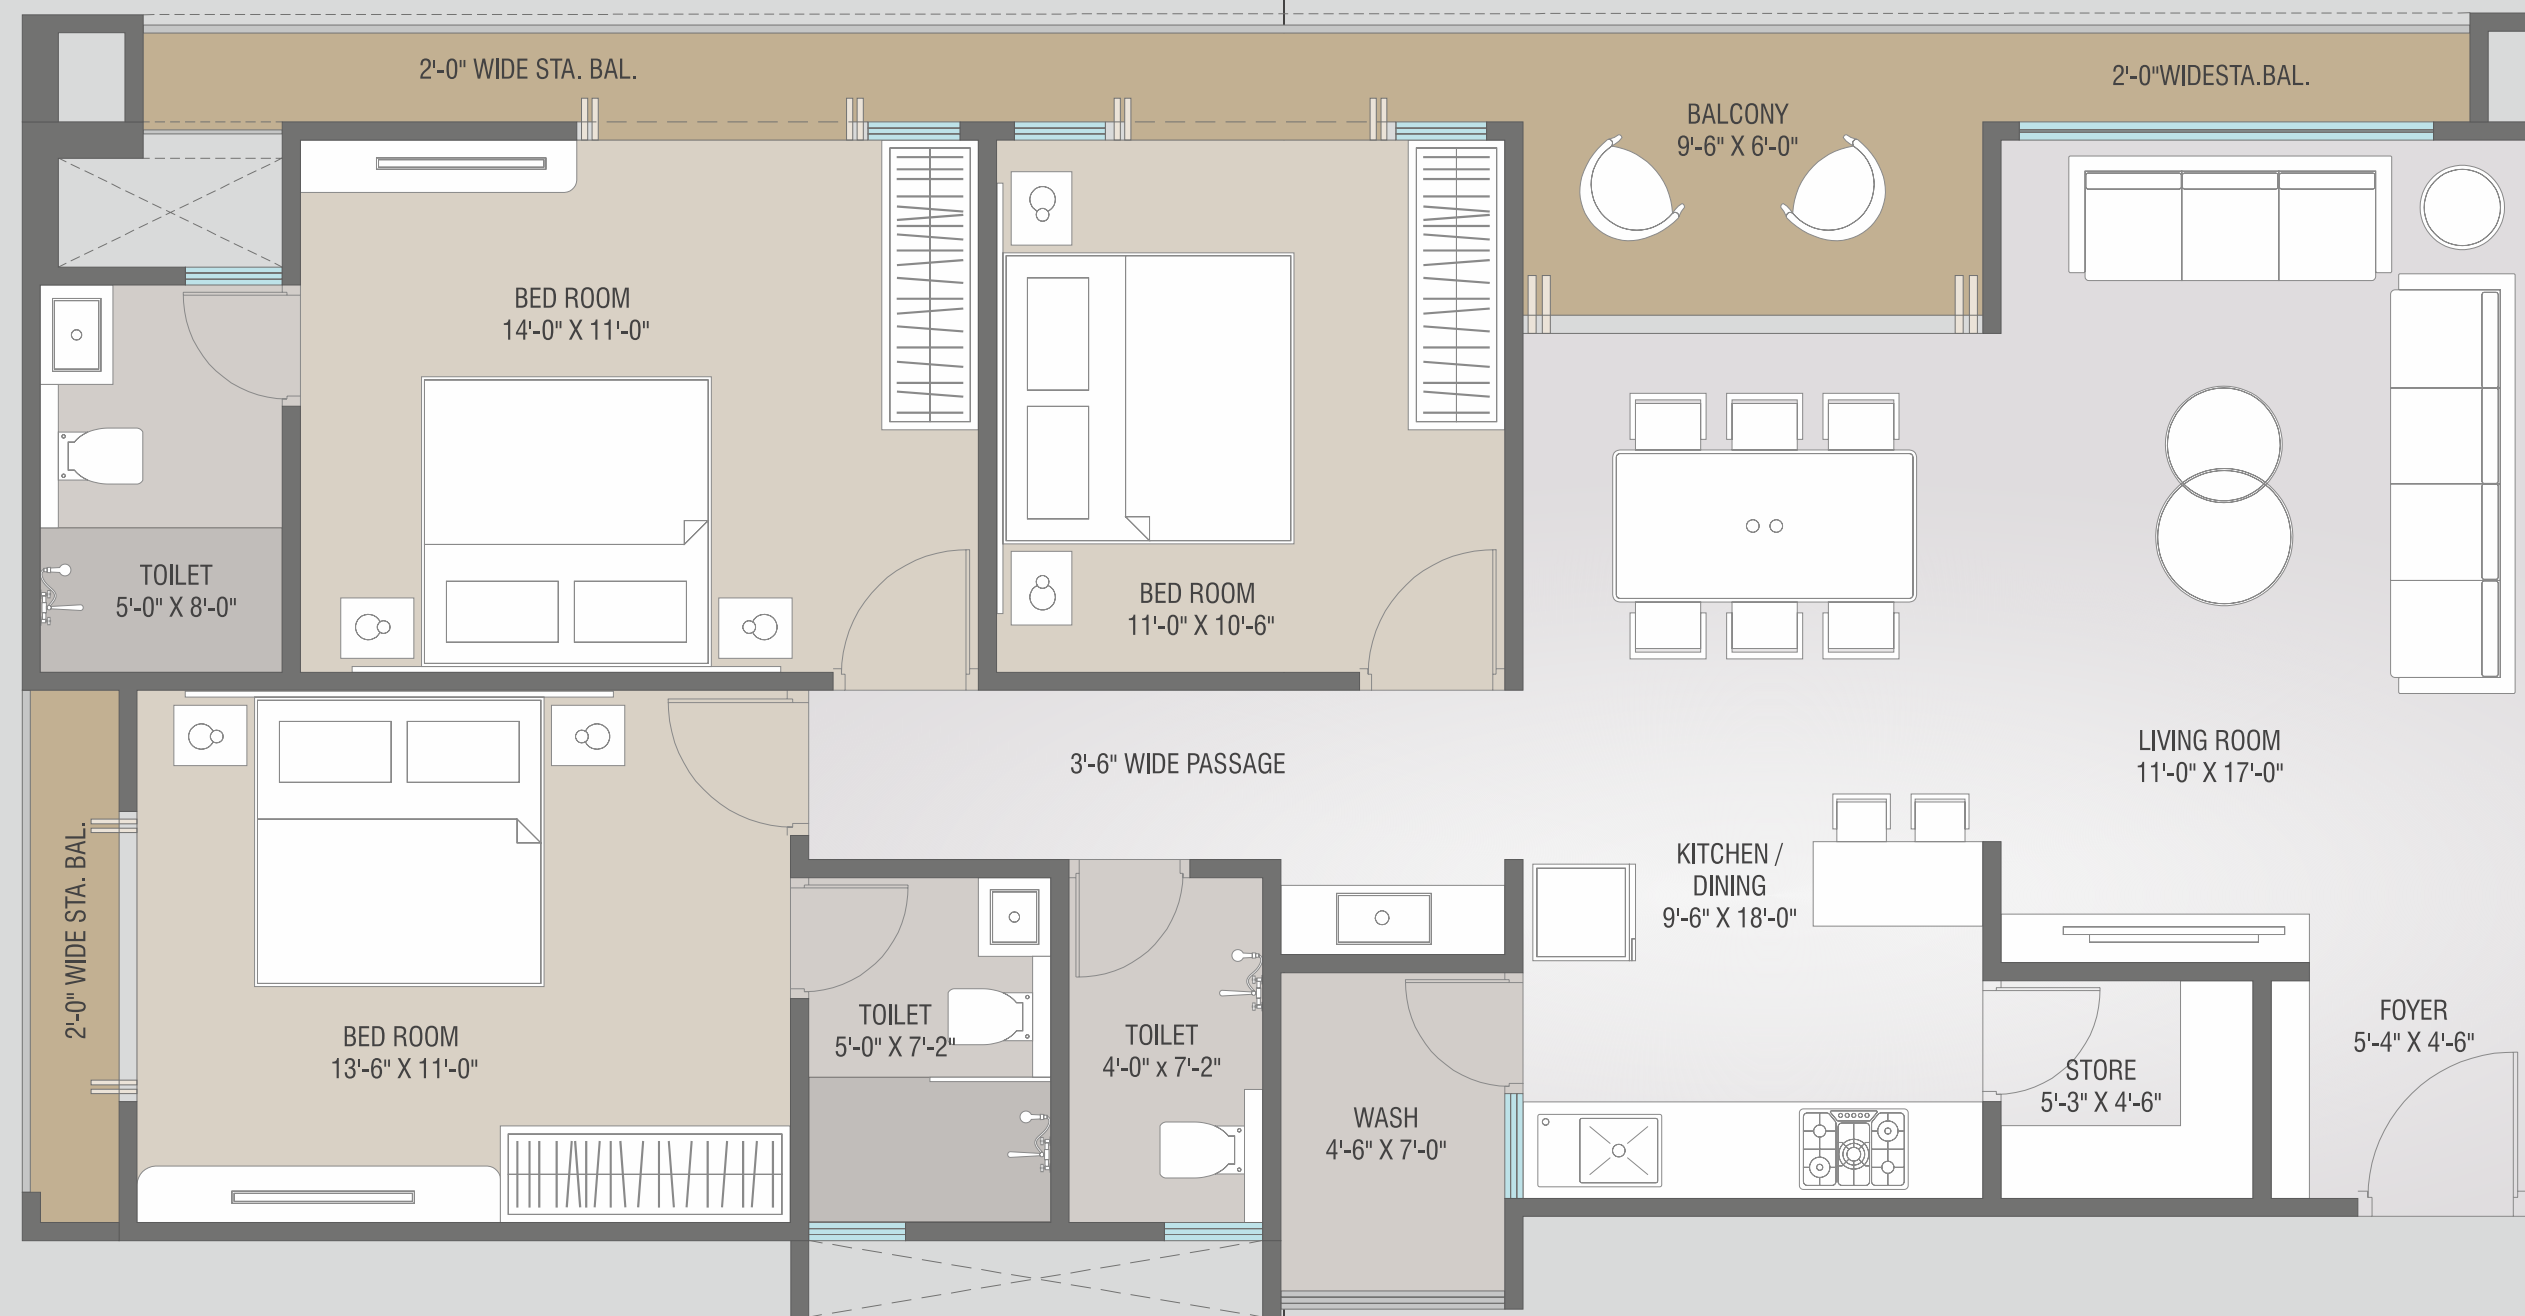 2'-0" WIDE STA. BAL.
2'-0"WIDESTA.BAL.
BALCONY
9'-6" X 6'-0"
BED ROOM
14'-0" X 11'-0"
TOILET
5'-0" X 8'-0"
BED ROOM
11'-0" X 10'-6"
3'-6" WIDE PASSAGE
LIVING ROOM
11'-0" X 17'-0"
KITCHEN /
DINING
9'-6" X 18'-0"
2'-0" WIDE STA. BAL.
BED ROOM
13'-6" X 11'-0"
TOILET
5'-0" X 7'-2"
TOILET
4'-0" x 7'-2"
WASH
4'-6" X 7'-0"
STORE
5'-3" X 4'-6"
FOYER
5'-4" X 4'-6"